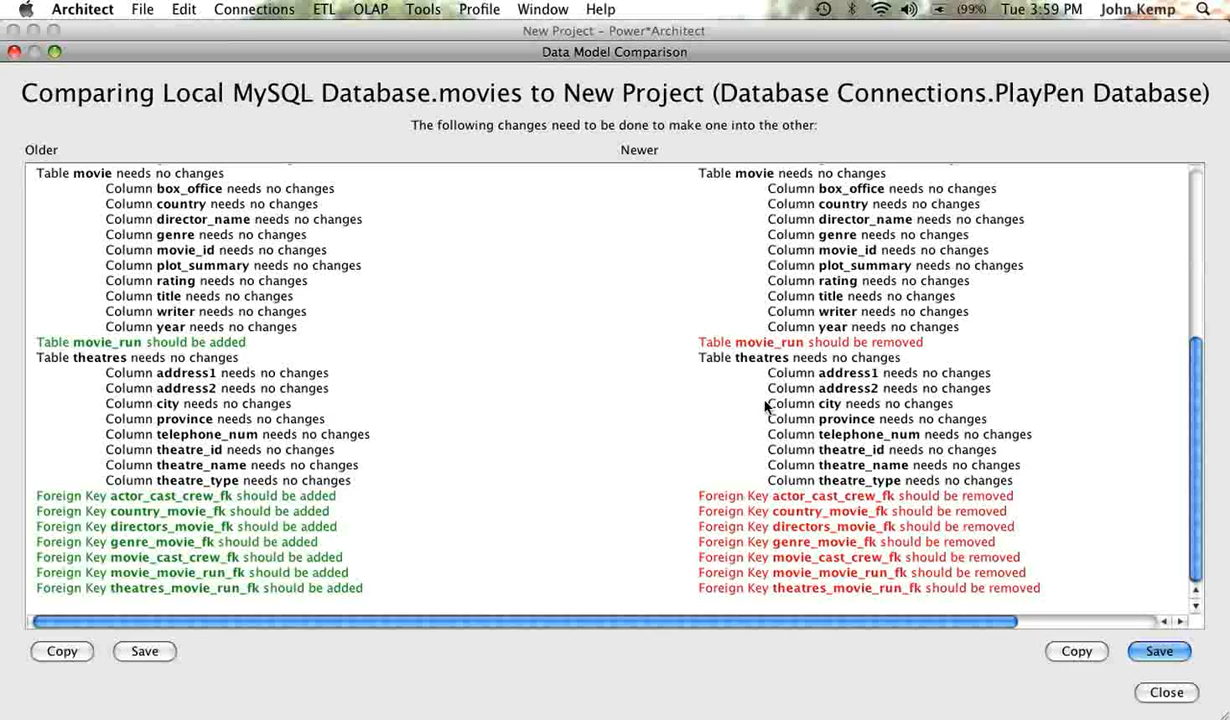 Architect File Edit Connections ETL OLAP Tools Profile Window Help (99%) Tue 3:59 PM John Kemp
New Project - Power*Architect
Data Model Comparison
Comparing Local MySQL Database.movies to New Project (Database Connections.PlayPen Database)
The following changes need to be done to make one into the other:
Older Newer
Table movie needs no changes Table movie needs no changes
Column box_office needs no changes Column box_office needs no changes
Column country needs no changes Column country needs no changes
Column director_name needs no changes Column director_name needs no changes
Column genre needs no changes Column genre needs no changes
Column movie_id needs no changes Column movie_id needs no changes
Column plot_summary needs no changes Column plot_summary needs no changes
Column rating needs no changes Column rating needs no changes
Column title needs no changes Column title needs no changes
Column writer needs no changes Column writer needs no changes
Column year needs no changes Column year needs no changes
Table movie_run should be added Table movie_run should be removed
Table theatres needs no changes Table theatres needs no changes
Column address1 needs no changes Column address1 needs no changes
Column address2 needs no changes Column address2 needs no changes
Column city needs no changes Column city needs no changes
Column province needs no changes Column province needs no changes
Column telephone_num needs no changes Column telephone_num needs no changes
Column theatre_id needs no changes Column theatre_id needs no changes
Column theatre_name needs no changes Column theatre_name needs no changes
Column theatre_type needs no changes Column theatre_type needs no changes
Foreign Key actor_cast_crew_fk should be added Foreign Key actor_cast_crew_fk should be removed
Foreign Key country_movie_fk should be added Foreign Key country_movie_fk should be removed
Foreign Key directors_movie_fk should be added Foreign Key directors_movie_fk should be removed
Foreign Key genre_movie_fk should be added Foreign Key genre_movie_fk should be removed
Foreign Key movie_cast_crew_fk should be added Foreign Key movie_cast_crew_fk should be removed
Foreign Key movie_movie_run_fk should be added Foreign Key movie_movie_run_fk should be removed
Foreign Key theatres_movie_run_fk should be added Foreign Key theatres_movie_run_fk should be removed
Copy Save Copy Save
Close